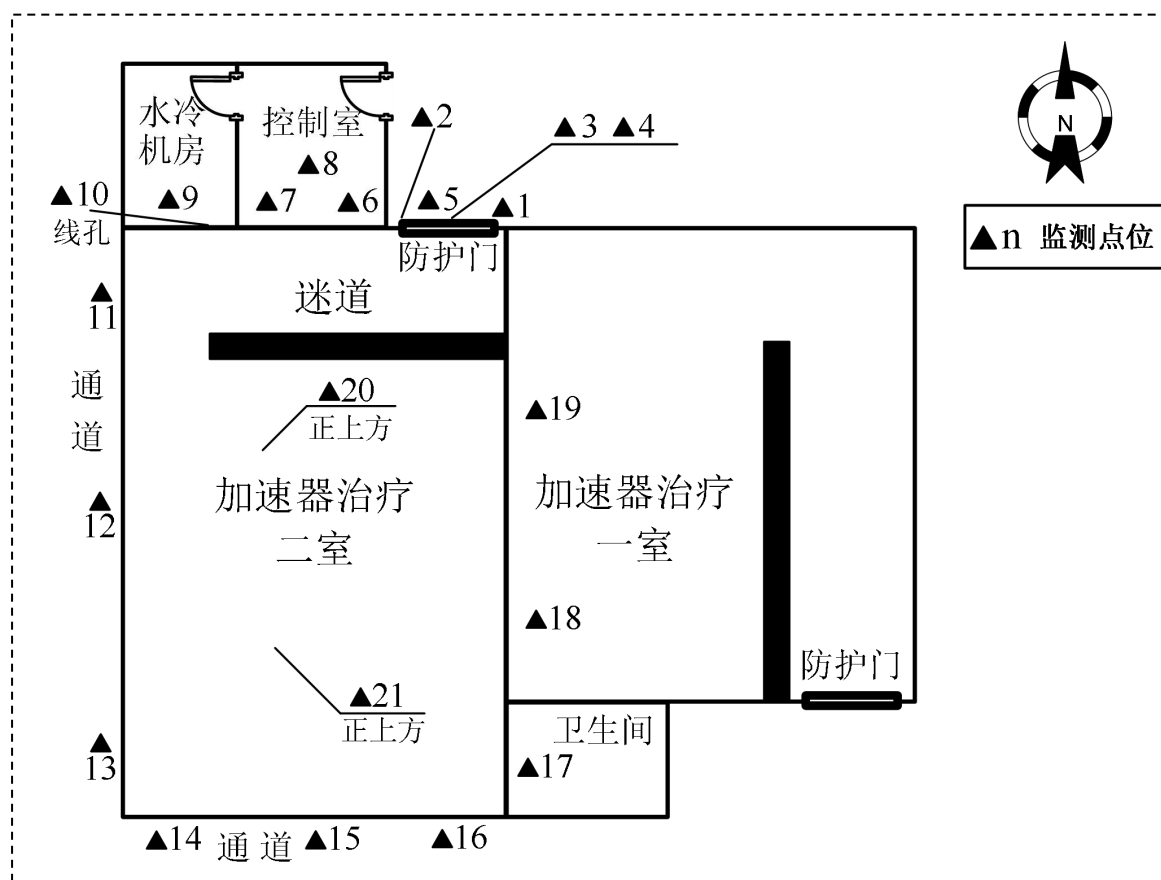 水冷
机房
控制室
▲2
▲3 ▲4
N
▲n 监测点位
▲8
▲10
线孔
▲9
▲7
▲6
▲5
▲1
防护门
迷道
▲
11
通
道
▲20
正上方
▲19
加速器治疗
二室
加速器治疗
一室
▲
12
▲18
防护门
▲21
正上方
卫生间
▲
13
▲17
▲14
通道
▲15
▲16